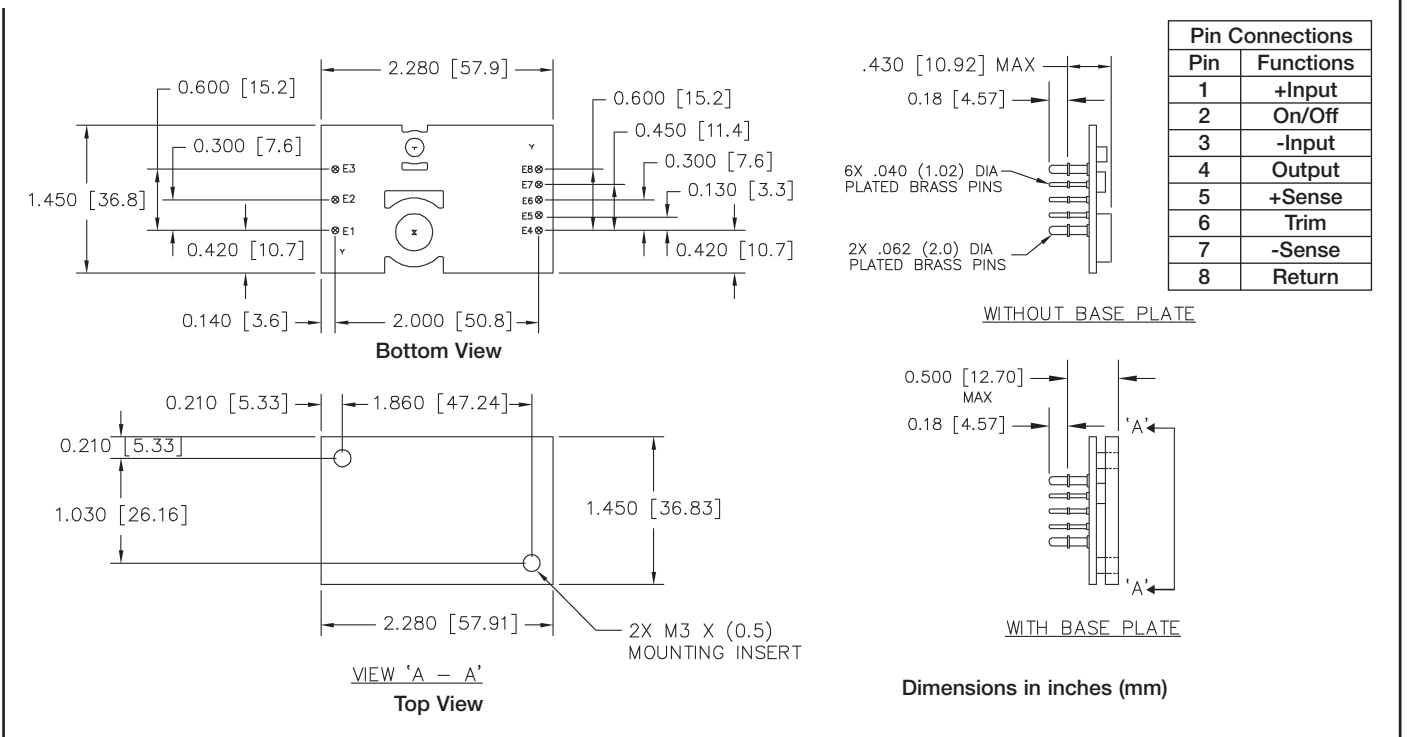 2.280 [57.9]
0.600 [15.2]
0.300 [7.6]
1.450 [36.8]
0.420 [10.7]
0.140 [3.6]
2.000 [50.8]
0.600 [15.2]
0.450 [11.4]
0.300 [7.6]
0.130 [3.3]
0.420 [10.7]
E3
E2
E1
Y
Y
E8
E7
E6
E5
E4
Bottom View
.430 [10.92] MAX
0.18 [4.57]
6X .040 (1.02) DIA
PLATED BRASS PINS
2X .062 (2.0) DIA
PLATED BRASS PINS
WITHOUT BASE PLATE
Pin Connections
Pin Functions
1 +Input
2 On/Off
3 -Input
4 Output
5 +Sense
6 Trim
7 -Sense
8 Return
0.210 [5.33]
1.860 [47.24]
0.210 [5.33]
1.030 [26.16]
1.450 [36.83]
2.280 [57.91]
2X M3 X (0.5)
MOUNTING INSERT
VIEW 'A – A'
Top View
0.500 [12.70]
MAX
0.18 [4.57]
'A'
'A'
WITH BASE PLATE
Dimensions in inches (mm)